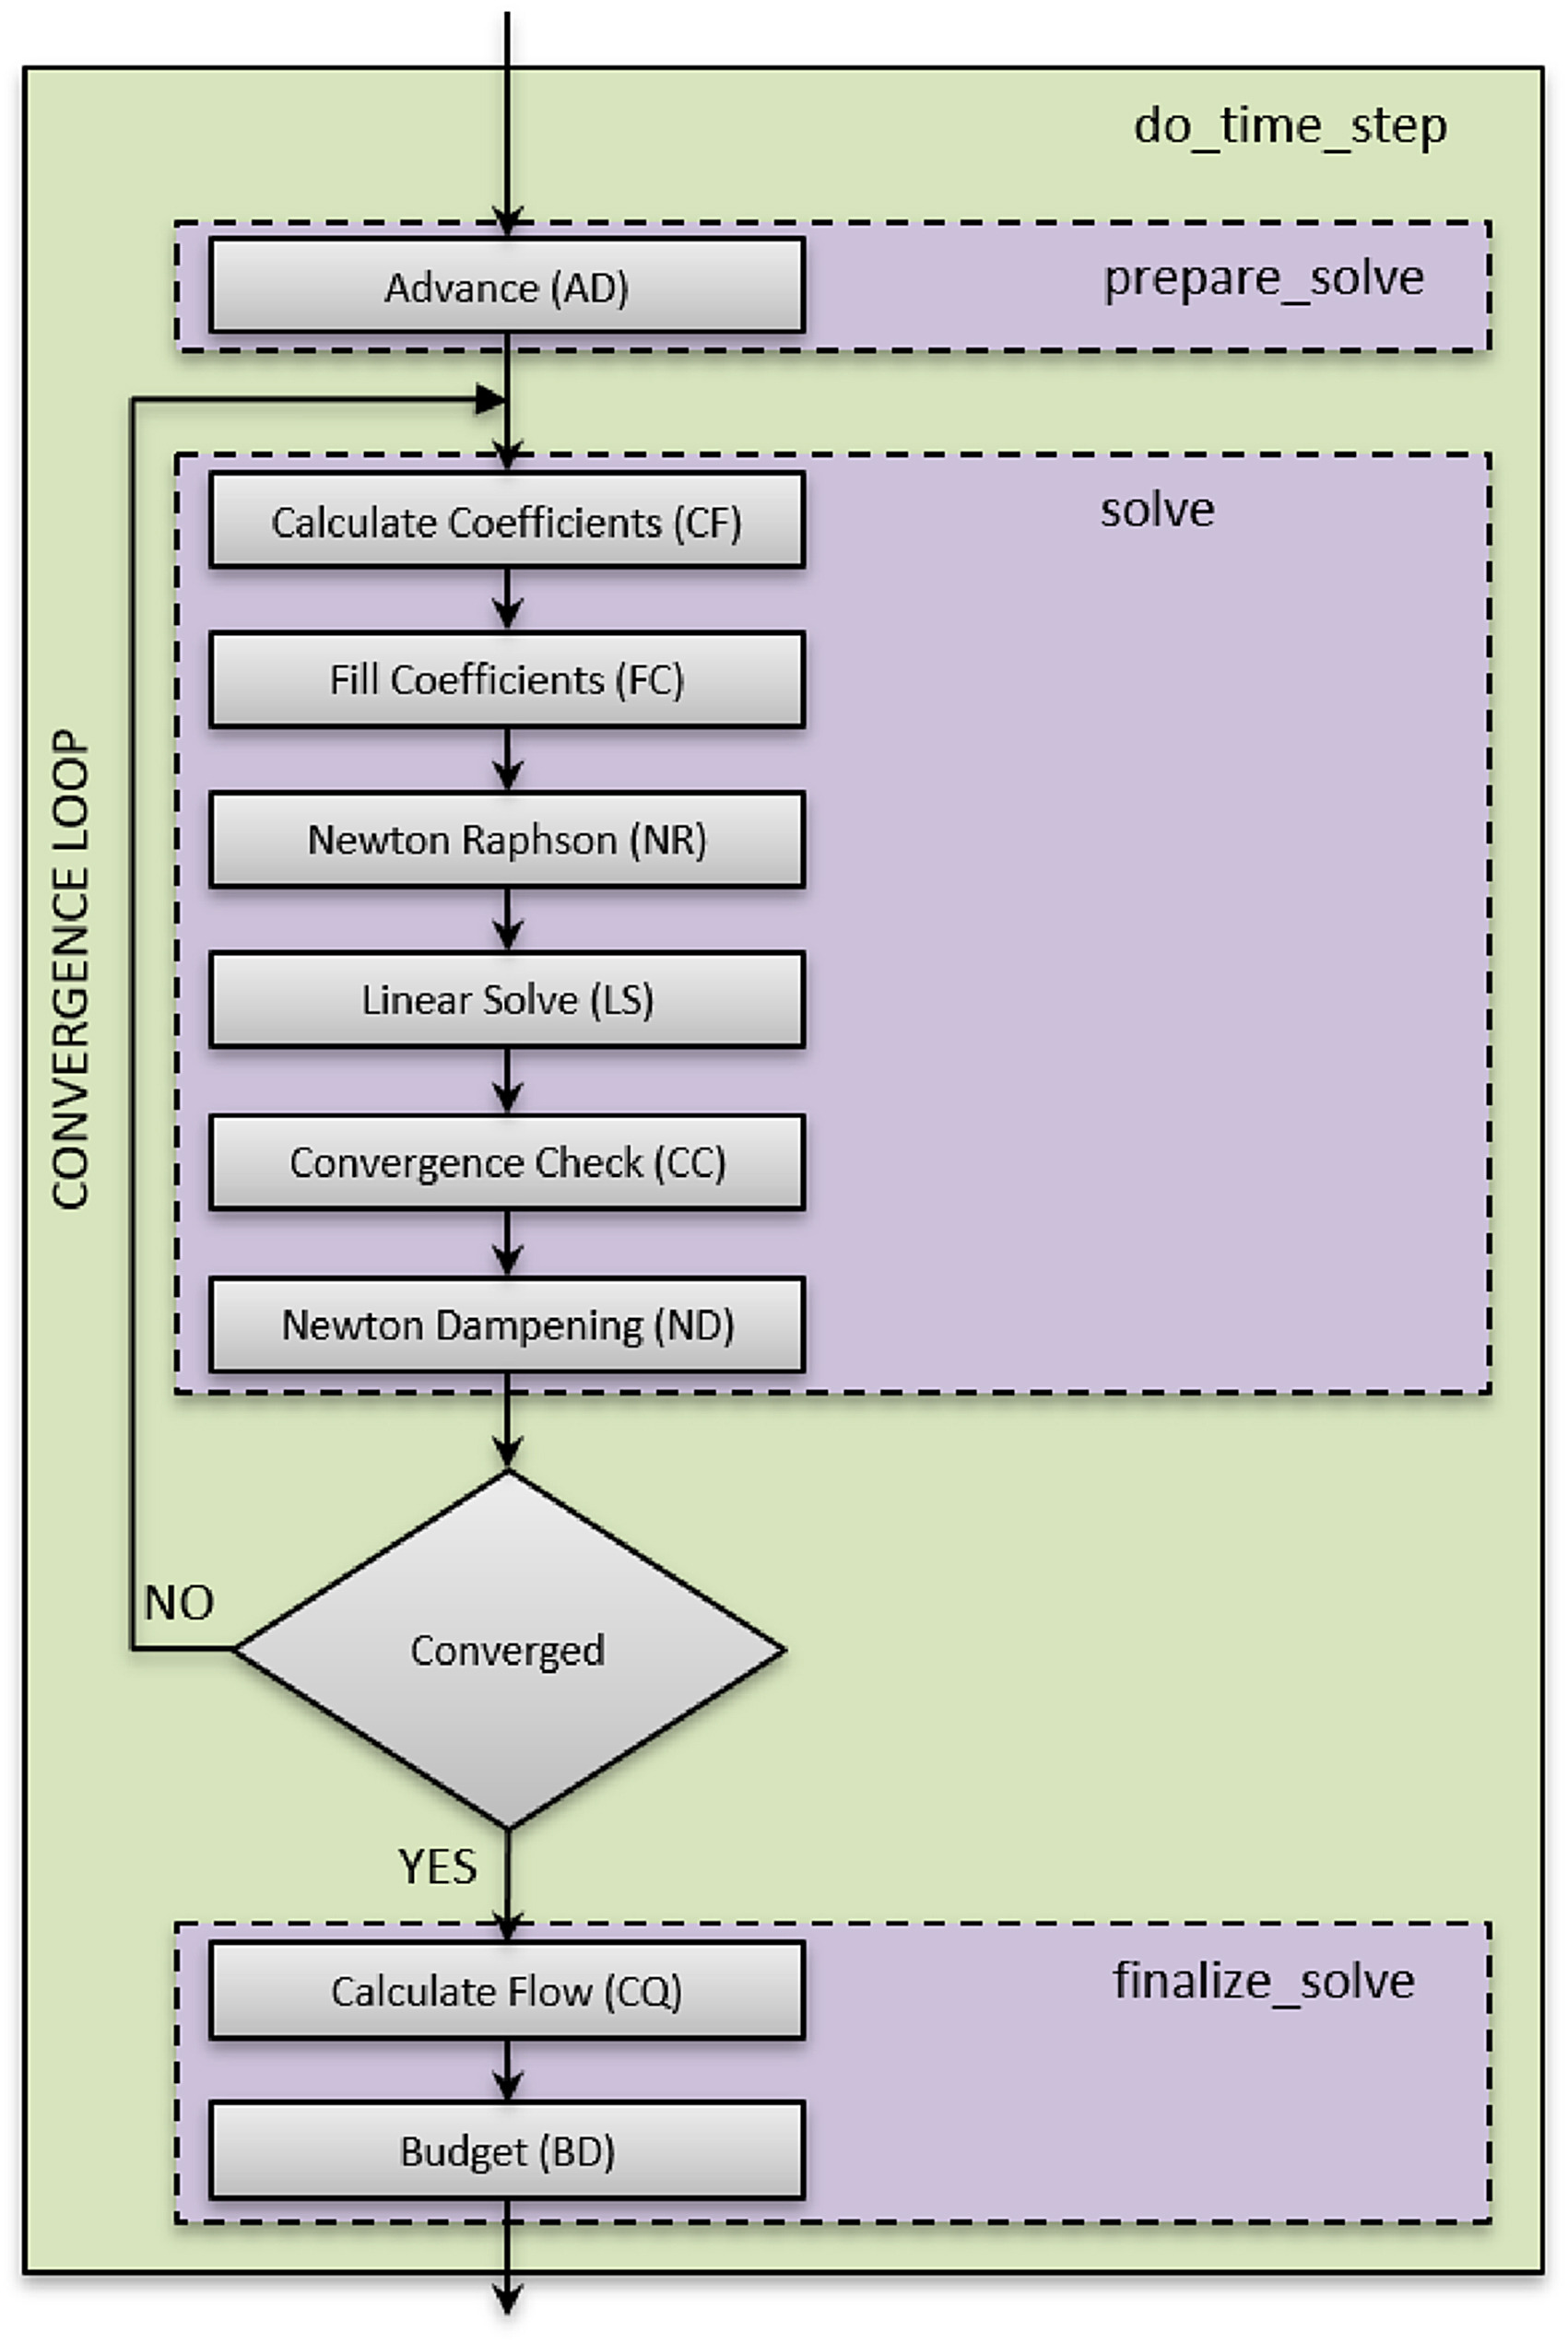 do_time_step
Advance (AD)
prepare_solve
Calculate Coefficients (CF)
solve
Fill Coefficients (FC)
Newton Raphson (NR)
CONVERGENCE LOOP
Linear Solve (LS)
Convergence Check (CC)
Newton Dampening (ND)
NO
Converged
YES
Calculate Flow (CQ)
finalize_solve
Budget (BD)